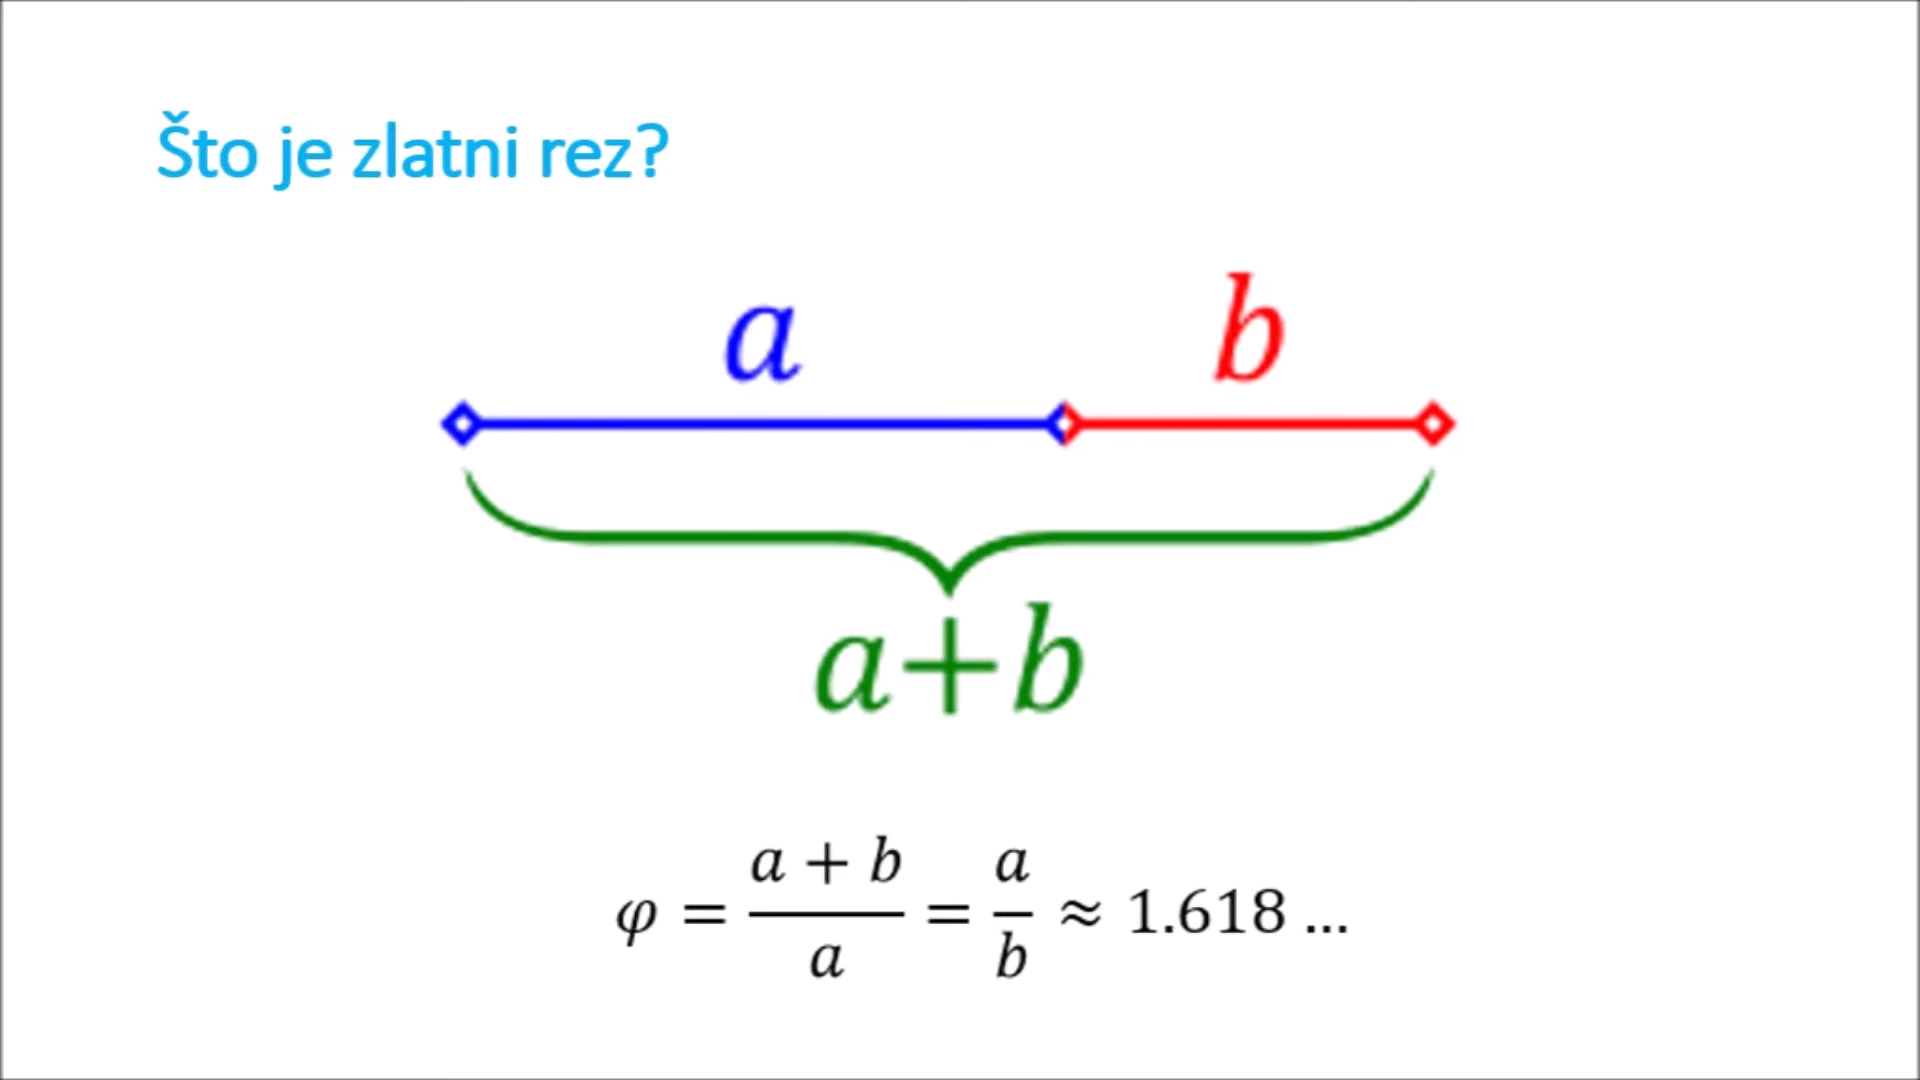 Što je zlatni rez?
a b
a+b
φ = a + b / a = a / b ≈ 1.618 ...